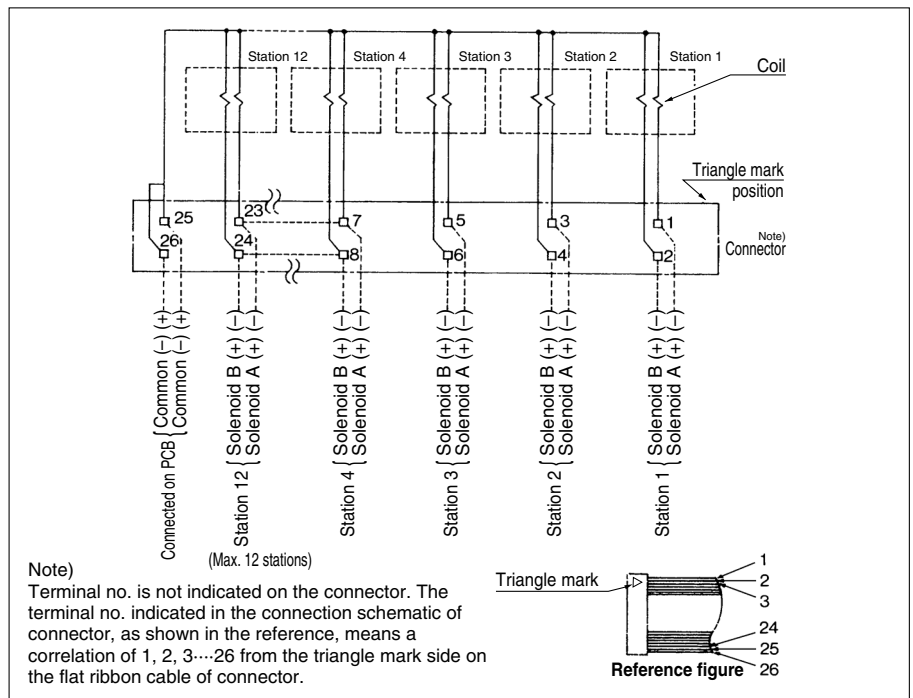 Station 12
Station 4
Station 3
Station 2
Station 1
Coil
Triangle mark
position
25
23
7
5
3
1
Note)
Connector
26
24
8
6
4
2
Connected on PCB { Common (–) (+)
Common (–) (+)
Station 12 { Solenoid B (+) (–)
Solenoid A (+) (–)
Station 4 { Solenoid B (+) (–)
Solenoid A (+) (–)
Station 3 { Solenoid B (+) (–)
Solenoid A (+) (–)
Station 2 { Solenoid B (+) (–)
Solenoid A (+) (–)
Station 1 { Solenoid B (+) (–)
Solenoid A (+) (–)
(Max. 12 stations)
Note)
Terminal no. is not indicated on the connector. The
terminal no. indicated in the connection schematic of
connector, as shown in the reference, means a
correlation of 1, 2, 3····26 from the triangle mark side on
the flat ribbon cable of connector.
Triangle mark
1
2
3
24
25
26
Reference figure